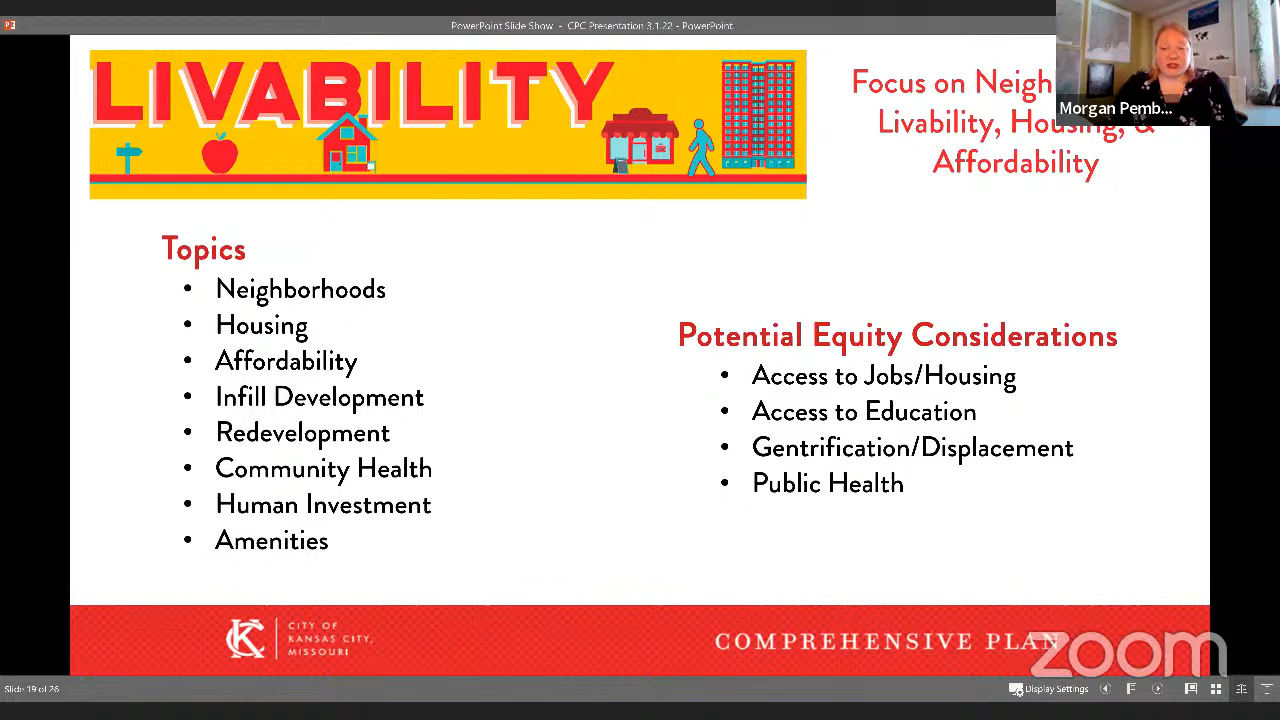 PowerPoint Slide Show - CPC Presentation 3.1.22 - PowerPoint
LIVABILITY
Focus on
Livability, Housing, &
Affordability
Morgan Pemb...
Topics
• Neighborhoods
• Housing
• Affordability
• Infill Development
• Redevelopment
• Community Health
• Human Investment
• Amenities
Potential Equity Considerations
• Access to Jobs/Housing
• Access to Education
• Gentrification/Displacement
• Public Health
KC
CITY OF
KANSAS CITY,
MISSOURI
COMPREHENSIVE PLAN
zoom
Slide 19 of 26
Display Settings